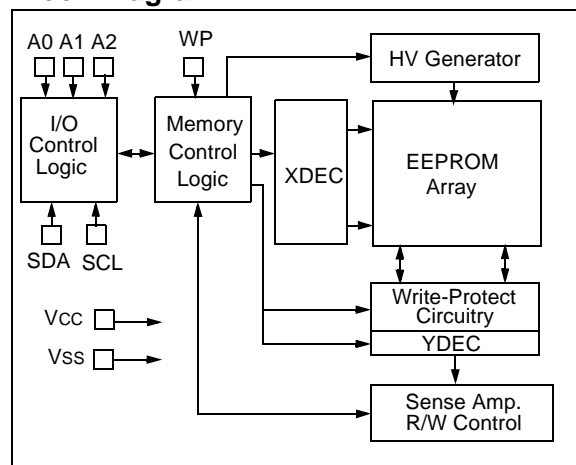 A0 A1 A2
WP
HV Generator
I/O
Control
Logic
Memory
Control
Logic
XDEC
EEPROM
Array
SDA
SCL
Write-Protect
Circuitry
YDEC
VCC
VSS
Sense Amp.
R/W Control